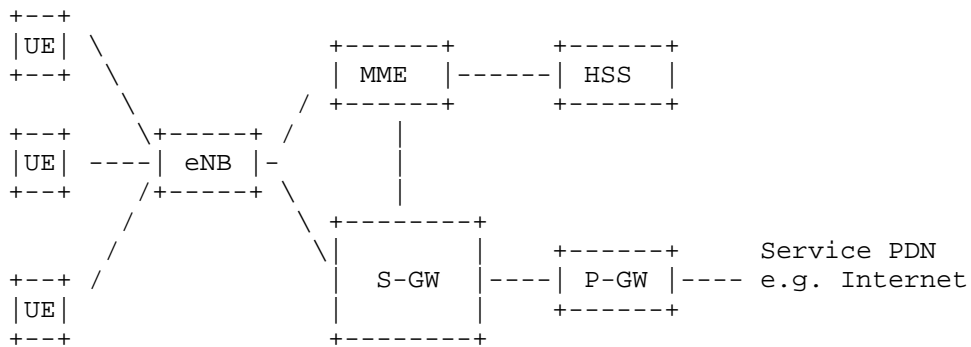 UE
MME HSS
UE eNB
Service PDN
S-GW P-GW e.g. Internet
UE